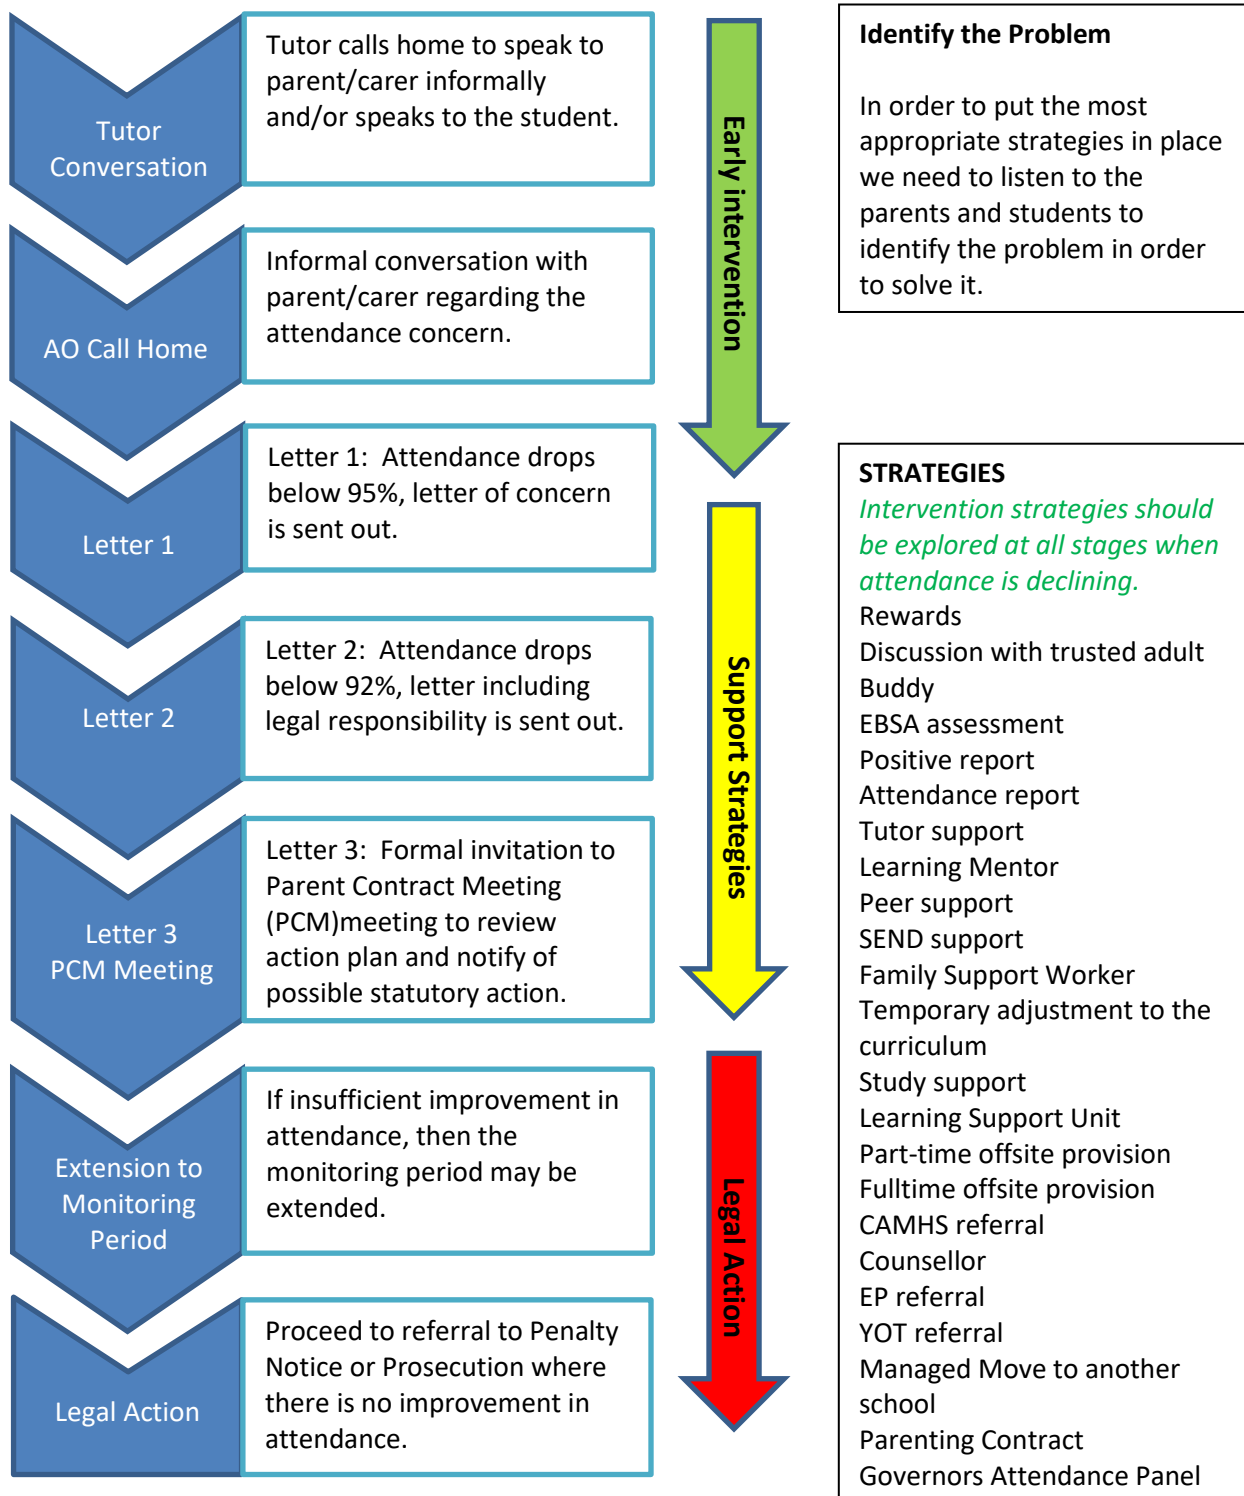 Tutor
Conversation
Tutor calls home to speak to
parent/carer informally
and/or speaks to the student.
AO Call Home
Informal conversation with
parent/carer regarding the
attendance concern.
Letter 1
Letter 1:  Attendance drops
below 95%, letter of concern
is sent out.
Letter 2
Letter 2:  Attendance drops
below 92%, letter including
legal responsibility is sent out.
Letter 3
PCM Meeting
Letter 3:  Formal invitation to
Parent Contract Meeting
(PCM)meeting to review
action plan and notify of
possible statutory action.
Extension to
Monitoring
Period
If insufficient improvement in
attendance, then the
monitoring period may be
extended.
Legal Action
Proceed to referral to Penalty
Notice or Prosecution where
there is no improvement in
attendance.
Early intervention
Support Strategies
Legal Action
Identify the Problem
In order to put the most
appropriate strategies in place
we need to listen to the
parents and students to
identify the problem in order
to solve it.
STRATEGIES
Intervention strategies should
be explored at all stages when
attendance is declining.
Rewards
Discussion with trusted adult
Buddy
EBSA assessment
Positive report
Attendance report
Tutor support
Learning Mentor
Peer support
SEND support
Family Support Worker
Temporary adjustment to the
curriculum
Study support
Learning Support Unit
Part-time offsite provision
Fulltime offsite provision
CAMHS referral
Counsellor
EP referral
YOT referral
Managed Move to another
school
Parenting Contract
Governors Attendance Panel